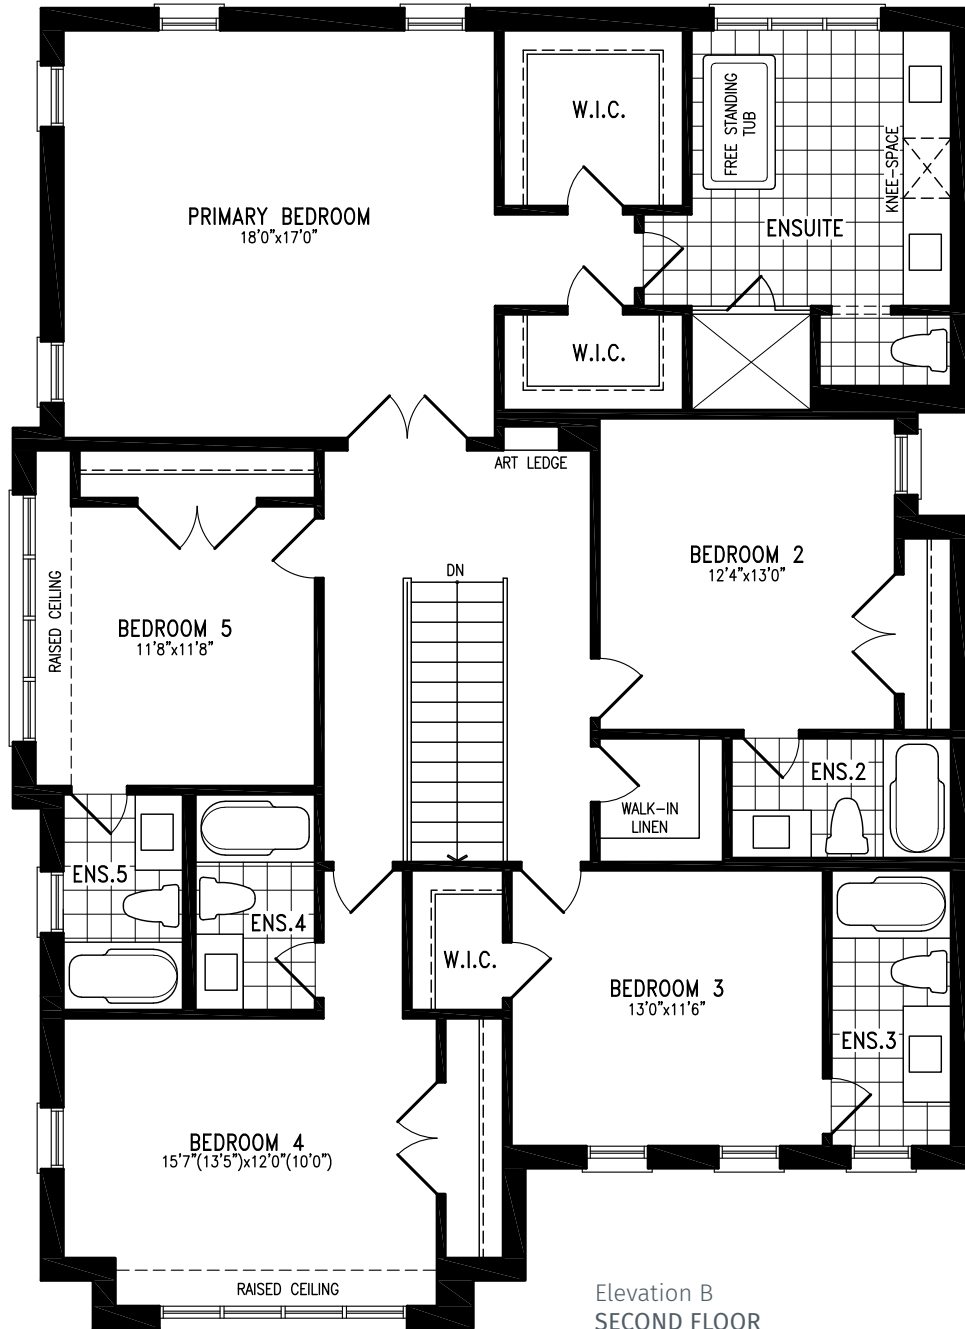 W.I.C.
FREE STANDING
TUB
KNEE-SPACE
PRIMARY BEDROOM
18'0"x17'0"
ENSUITE
W.I.C.
ART LEDGE
BEDROOM 2
12'4"x13'0"
DN
RAISED CEILING
BEDROOM 5
11'8"x11'8"
ENS.2
WALK-IN
LINEN
ENS.5
ENS.4
W.I.C.
BEDROOM 3
13'0"x11'6"
ENS.3
BEDROOM 4
15'7"(13'5")x12'0"(10'0")
RAISED CEILING
Elevation B
SECOND FLOOR